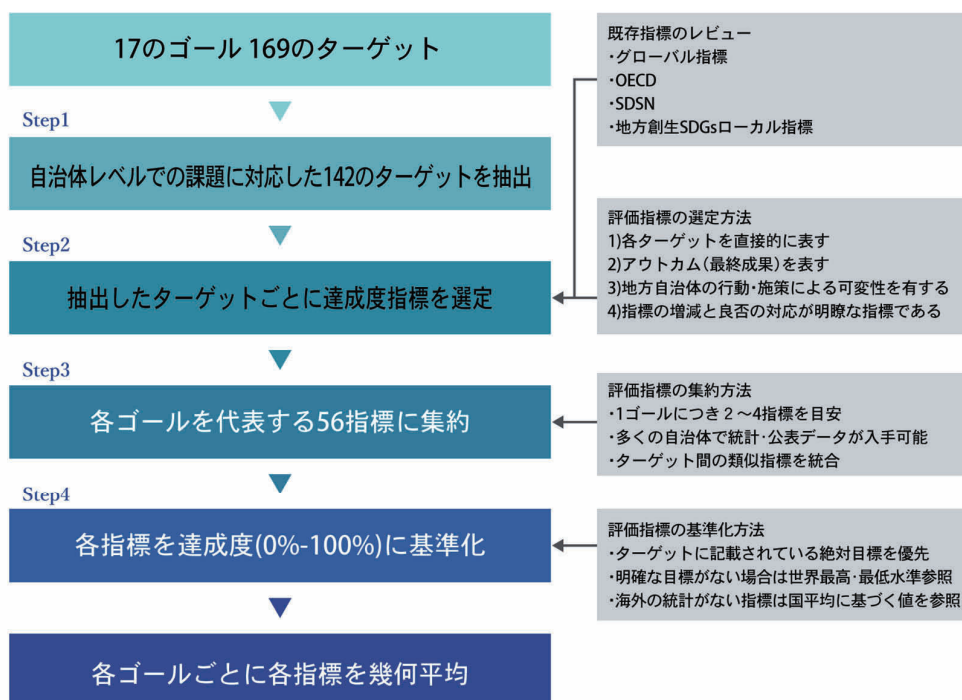 17のゴール 169のターゲット
Step1
自治体レベルでの課題に対応した142のターゲットを抽出
Step2
抽出したターゲットごとに達成度指標を選定
Step3
各ゴールを代表する56指標に集約
Step4
各指標を達成度(0%-100%)に基準化
各ゴールごとに各指標を幾何平均
既存指標のレビュー
・グローバル指標
・OECD
・SDSN
・地方創生SDGsローカル指標
評価指標の選定方法
1)各ターゲットを直接的に表す
2)アウトカム(最終成果)を表す
3)地方自治体の行動・施策による可変性を有する
4)指標の増減と良否の対応が明瞭な指標である
評価指標の集約方法
・1ゴールにつき２～4指標を目安
・多くの自治体で統計・公表データが入手可能
・ターゲット間の類似指標を統合
評価指標の基準化方法
・ターゲットに記載されている絶対目標を優先
・明確な目標がない場合は世界最高・最低水準参照
・海外の統計がない指標は国平均に基づく値を参照